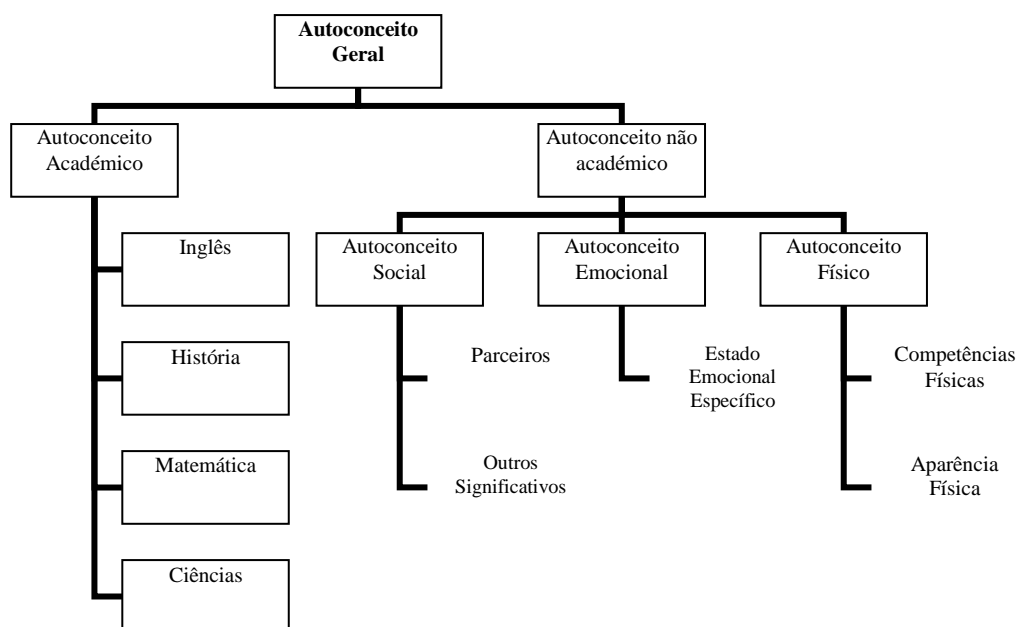 Autoconceito
Geral
Autoconceito
Académico
Autoconceito não
académico
Inglês
História
Matemática
Ciências
Autoconceito
Social
Parceiros
Outros
Significativos
Autoconceito
Emocional
Estado
Emocional
Específico
Autoconceito
Físico
Competências
Físicas
Aparência
Física